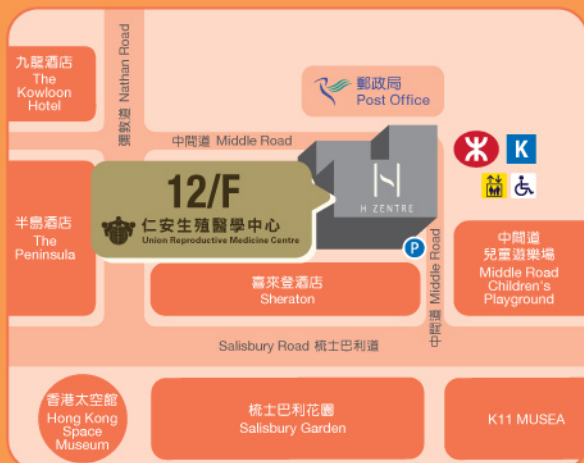 九龍酒店
The
Kowloon
Hotel
彌敦道 Nathan Road
郵政局
Post Office
中間道 Middle Road
K
12/F
仁安生殖醫學中心
Union Reproductive Medicine Centre
H ZENTRE
半島酒店
The
Peninsula
P
中間道 Middle Road
中間道
兒童遊樂場
Middle Road
Children's
Playground
喜來登酒店
Sheraton
Salisbury Road 梳士巴利道
香港太空館
Hong Kong
Space
Museum
梳士巴利花園
Salisbury Garden
K11 MUSEA